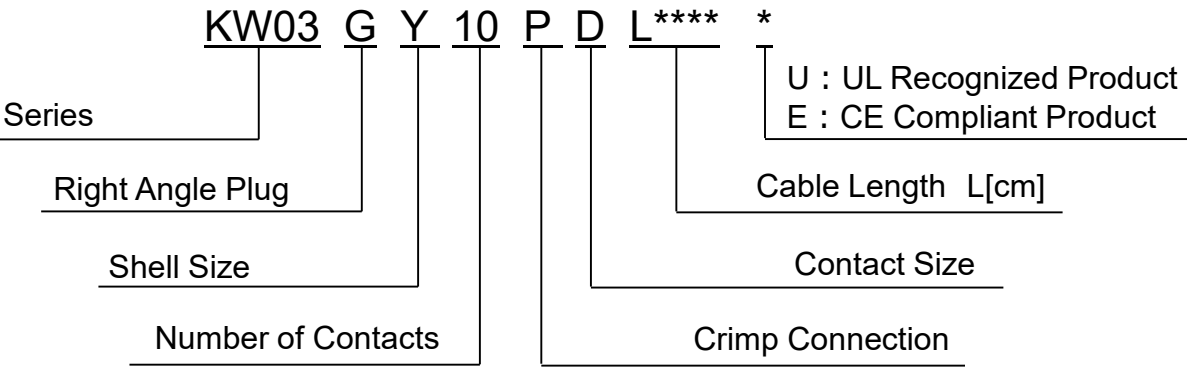 KW03 G Y 10 P D L**** *
U：UL Recognized Product
E：CE Compliant Product
Series
Right Angle Plug
Cable Length L[cm]
Shell Size
Contact Size
Number of Contacts
Crimp Connection